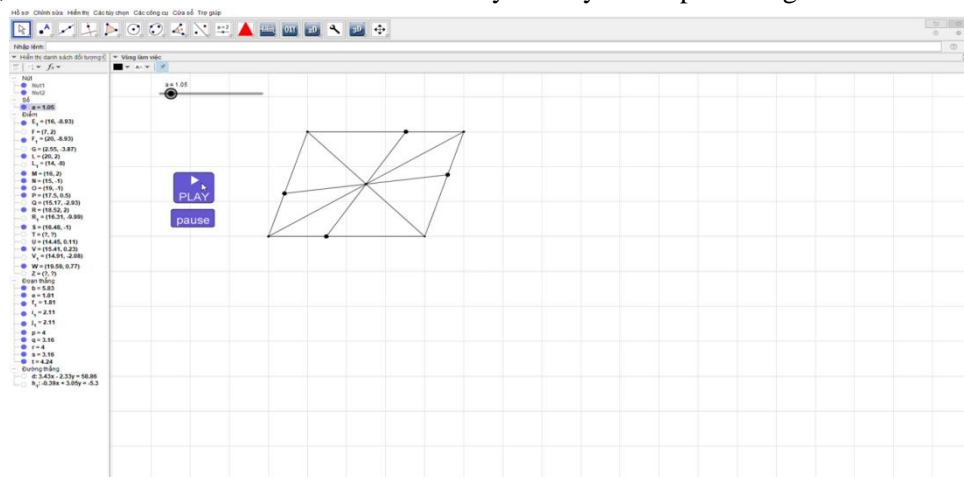 Hồ sơ Chỉnh sửa Hiển thị Các tùy chọn Các công cụ Cửa sổ Trợ giúp
Nhập lệnh:
Hiển thị danh sách đối tượng
Vùng làm việc
Nút
Nút1
Nút2
Số
a = 1.05
Điểm
E₁ = (16, -8.93)
F = (7, 2)
F₁ = (20, -8.93)
G = (2.55, -3.87)
L = (20, 2)
L₁ = (14, -8)
M = (16, 2)
N = (15, -1)
O = (19, -1)
P = (17.5, 0.5)
Q = (15.17, -2.93)
R = (18.52, 2)
R₁ = (16.31, -9.99)
S = (16.48, -1)
T = (?, ?)
U = (14.45, 0.11)
V = (15.41, 0.23)
V₁ = (14.91, -2.08)
W = (19.59, 0.77)
Z = (?, ?)
Đoạn thẳng
b = 5.83
e = 1.81
f₁ = 1.81
i₁ = 2.11
j₁ = 2.11
p = 4
q = 3.16
r = 4
s = 3.16
t = 4.24
Đường thẳng
d: 3.43x - 2.33y = 58.86
h₁: -0.39x + 3.05y = -5.3
a = 1.05
PLAY
pause